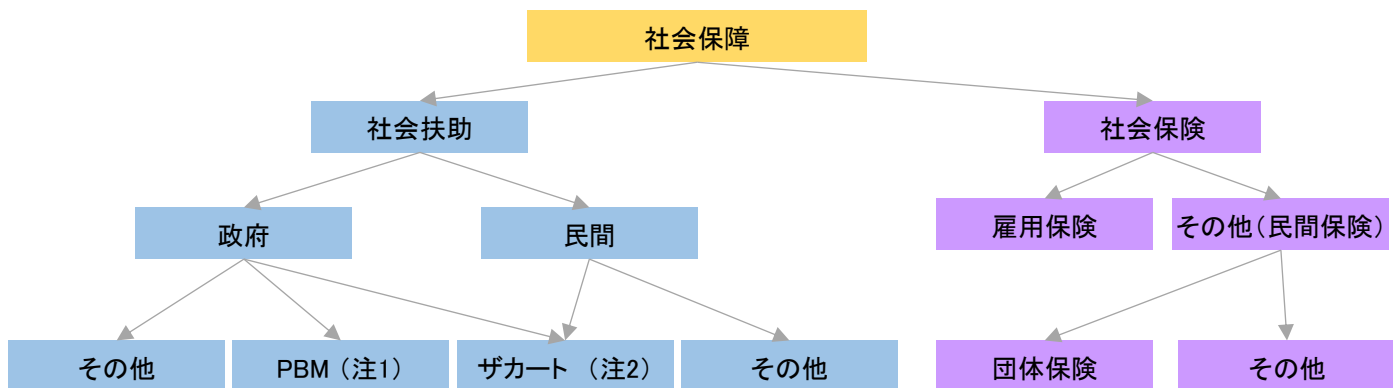 社会保障
社会扶助
社会保険
政府
民間
雇用保険
その他（民間保険）
その他
PBM（注1）
ザカート （注2）
その他
団体保険
その他